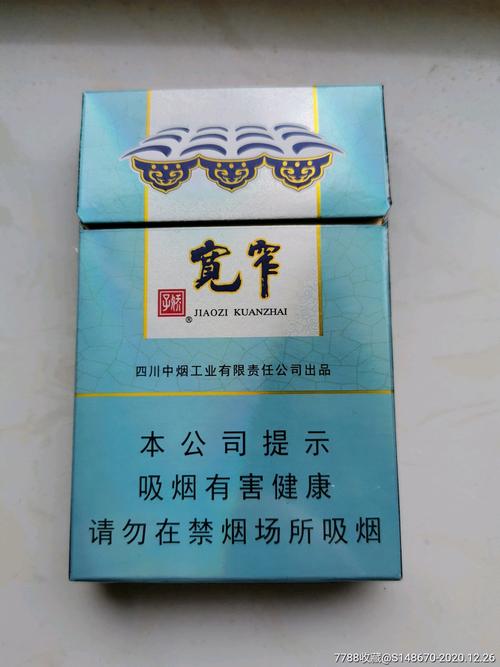 宽窄
子娇
® JIAOZI KUANZHAI
四川中烟工业有限责任公司出品
本公司提示
吸烟有害健康
请勿在禁烟场所吸烟
7788收藏@S148670-2020.12.26